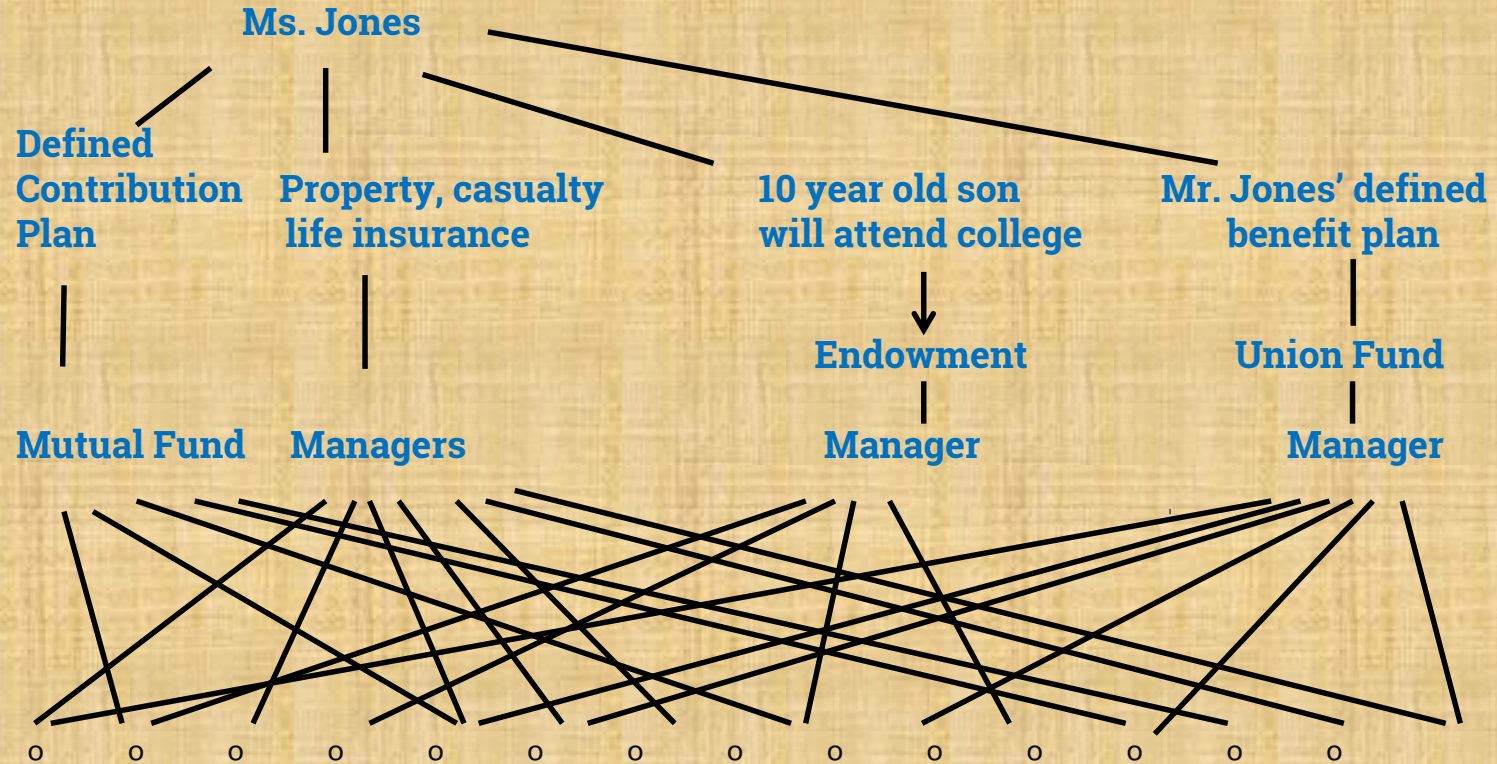 Ms. Jones
Defined
Contribution
Plan
Property, casualty
life insurance
10 year old son
will attend college
Mr. Jones’ defined
benefit plan
Endowment
Union Fund
Mutual Fund
Managers
Manager
Manager
o o o o o o o o o o o o o o